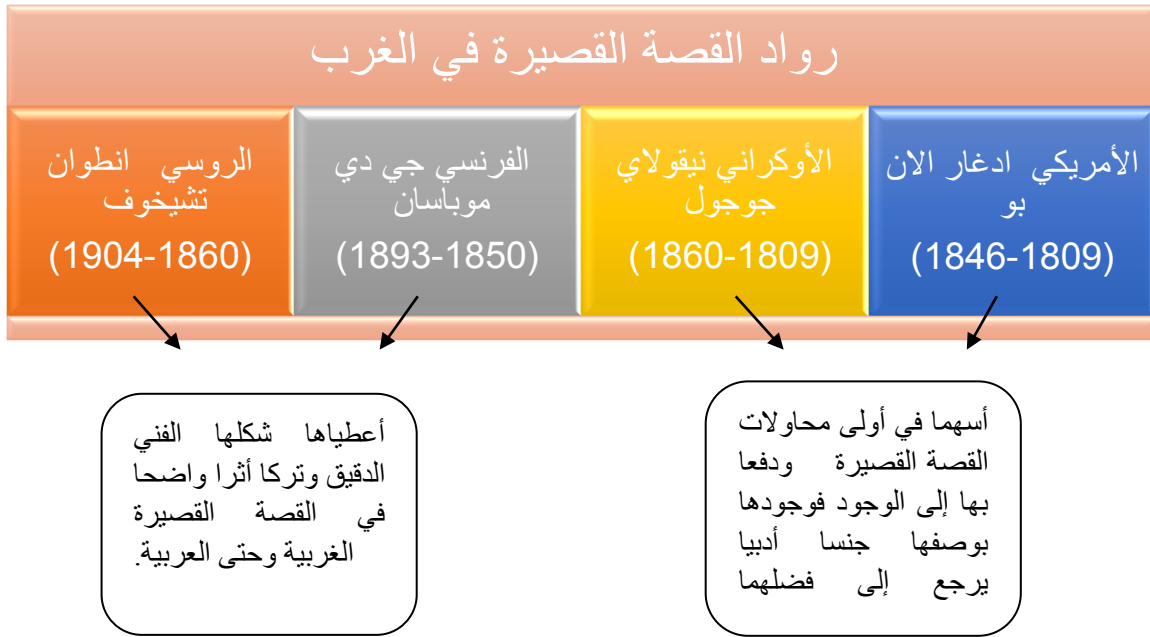 رواد القصة القصيرة في الغرب
الأمريكي ادغار الان
بو
(1846-1809)
الأوكراني نيقولاي
جوجول
(1860-1809)
الفرنسي جي دي
موباسان
(1893-1850)
الروسي انطوان
تشيخوف
(1904-1860)
أسهما في أولى محاولات
القصة القصيرة ودفعا
بها إلى الوجود فوجودها
بوصفها جنسا أدبيا
يرجع إلى فضلهما
أعطياها شكلها الفني
الدقيق وتركا أثرا واضحا
في القصة القصيرة
الغربية وحتى العربية.